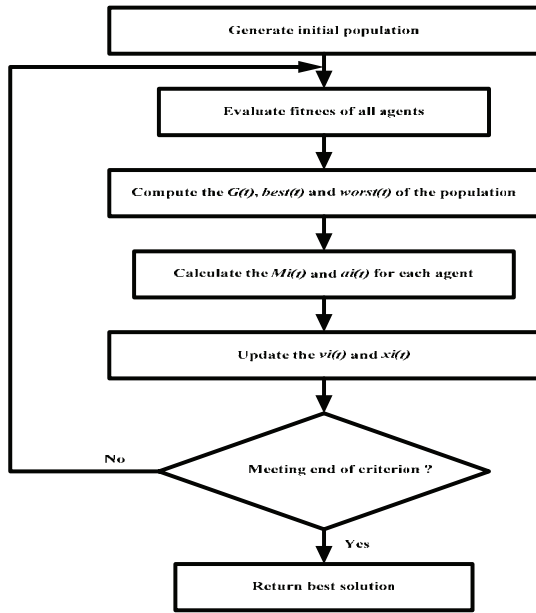 Generate initial population
Evaluate fitnees of all agents
Compute the G(t), best(t) and worst(t) of the population
Calculate the Mi(t) and ai(t) for each agent
Update the vi(t) and xi(t)
No
Meeting end of criterion ?
Yes
Return best solution